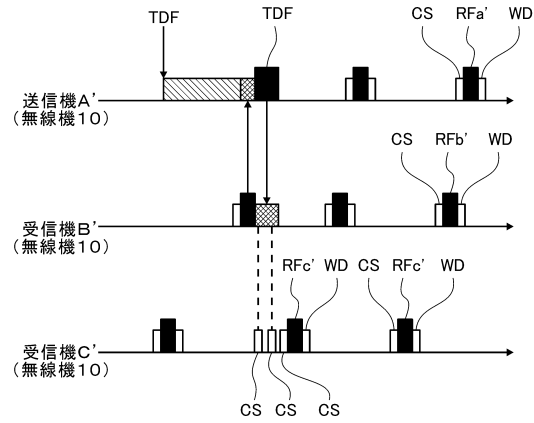 TDF
TDF
CS RFa' WD
送信機A'
(無線機10)
CS RFb' WD
受信機B'
(無線機10)
RFc' WD CS RFc' WD
受信機C'
(無線機10)
CS CS CS